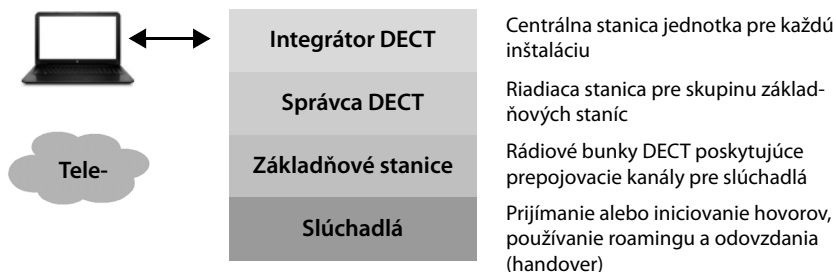 Integrátor DECT
Centrálna stanica jednotka pre každú
inštaláciu
Správca DECT
Riadiaca stanica pre skupinu základ-
ňových staníc
Tele-
Základňové stanice
Rádiové bunky DECT poskytujúce
prepojovacie kanály pre slúchadlá
Slúchadlá
Prijímanie alebo iniciovanie hovorov,
používanie roamingu a odovzdania
(handover)